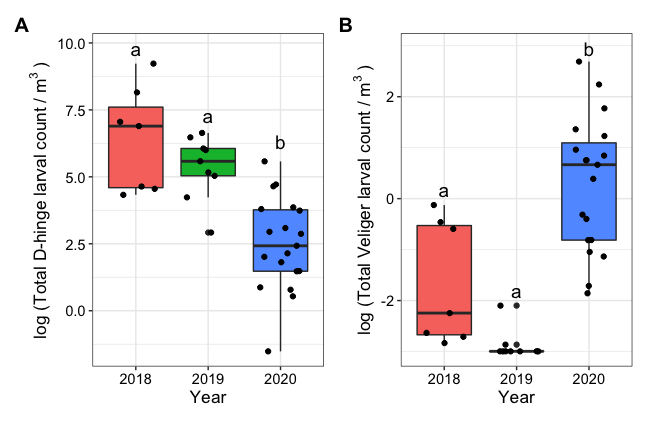 A
log (Total D-hinge larval count / m³ )
10.0
7.5
5.0
2.5
0.0
a
a
b
2018
2019
2020
Year
B
log (Total Veliger larval count / m³ )
2
0
-2
a
a
b
2018
2019
2020
Year